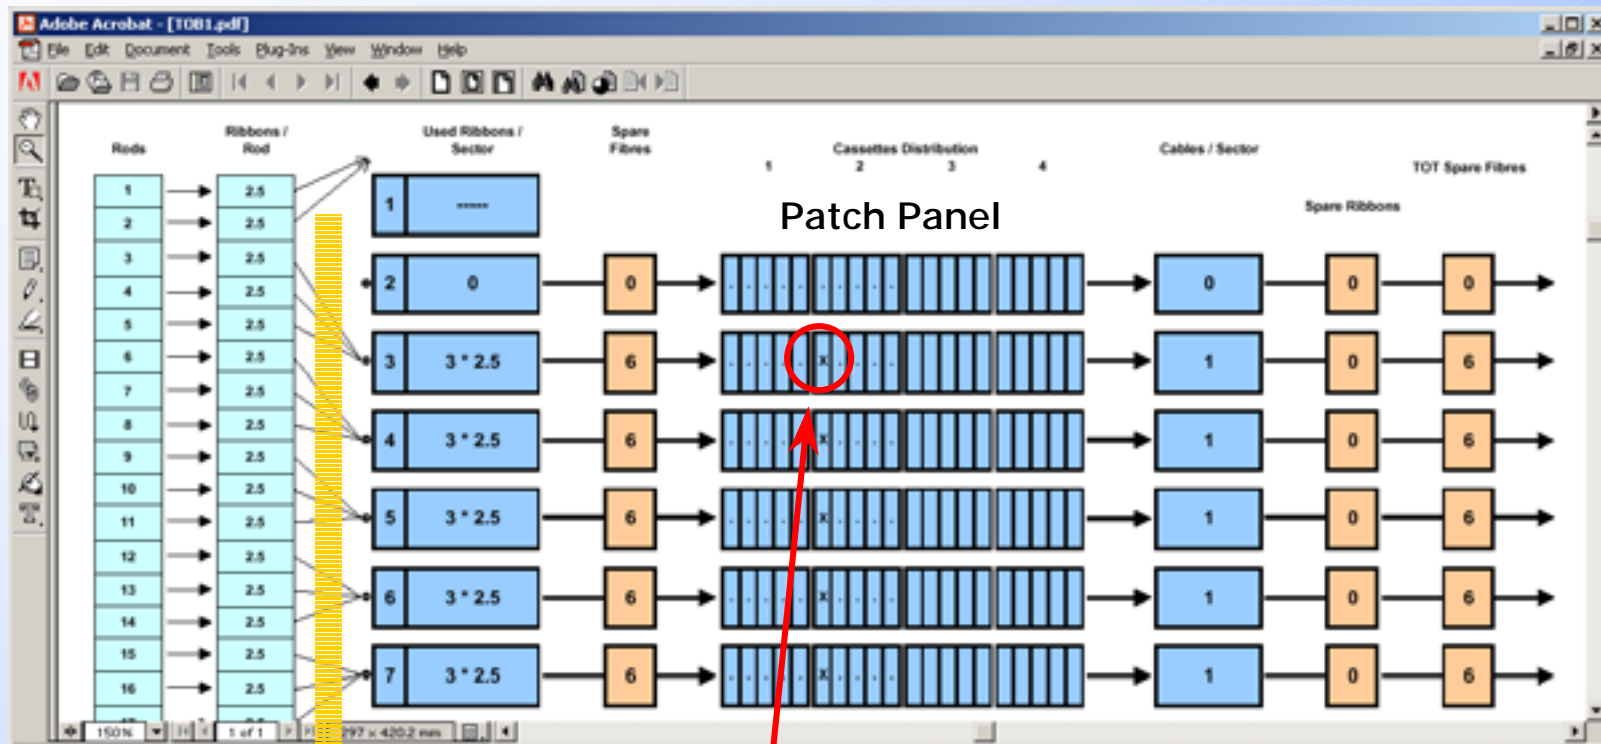 Adobe Acrobat - [TOB1.pdf]
File Edit Document Tools Plug-Ins View Window Help
Rods
Ribbons / Rod
Used Ribbons / Sector
Spare Fibres
Cassettes Distribution
1 2 3 4
Cables / Sector
Spare Ribbons
TOT Spare Fibres
Patch Panel
1 2.5
2 2.5
3 2.5
4 2.5
5 2.5
6 2.5
7 2.5
8 2.5
9 2.5
10 2.5
11 2.5
12 2.5
13 2.5
14 2.5
15 2.5
16 2.5
1 -----
2 0 0 0 0 0
3 3 * 2.5 6 x 1 0 6
4 3 * 2.5 6 x 1 0 6
5 3 * 2.5 6 x 1 0 6
6 3 * 2.5 6 x 1 0 6
7 3 * 2.5 6 x 1 0 6
150% 1 of 1 297 x 420.2 mm